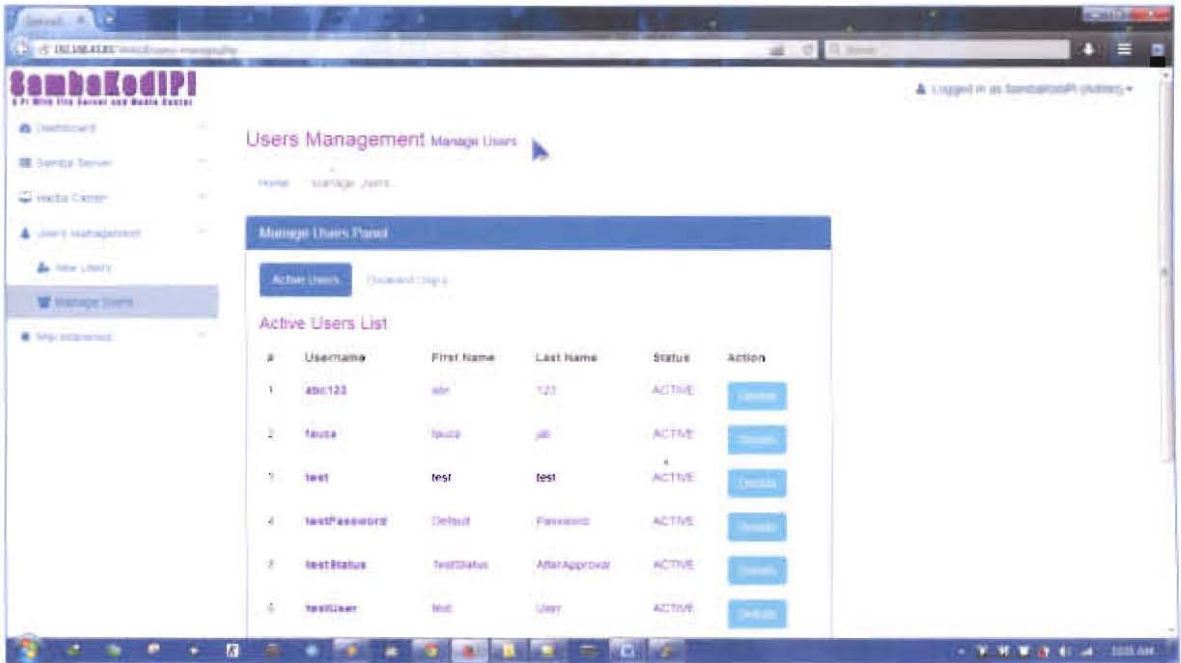 SambaKodiPI
A Pi With File Server and Media Center
Logged in as SambaKodiPI (Admin)
Dashboard
Samba Server
Media Center
Users Management
New Users
Manage Users
Users Management Manage Users
Home Manage Users
Manage Users Panel
Active Users
Active Users List
# Username First Name Last Name Status Action
1 abc123 abc 123 ACTIVE Details
2 ACTIVE Details
3 test test test ACTIVE Details
4 testPassword Default Password ACTIVE Details
5 testStatus TestStatus AfterApproval ACTIVE Details
6 testUser test User ACTIVE Details